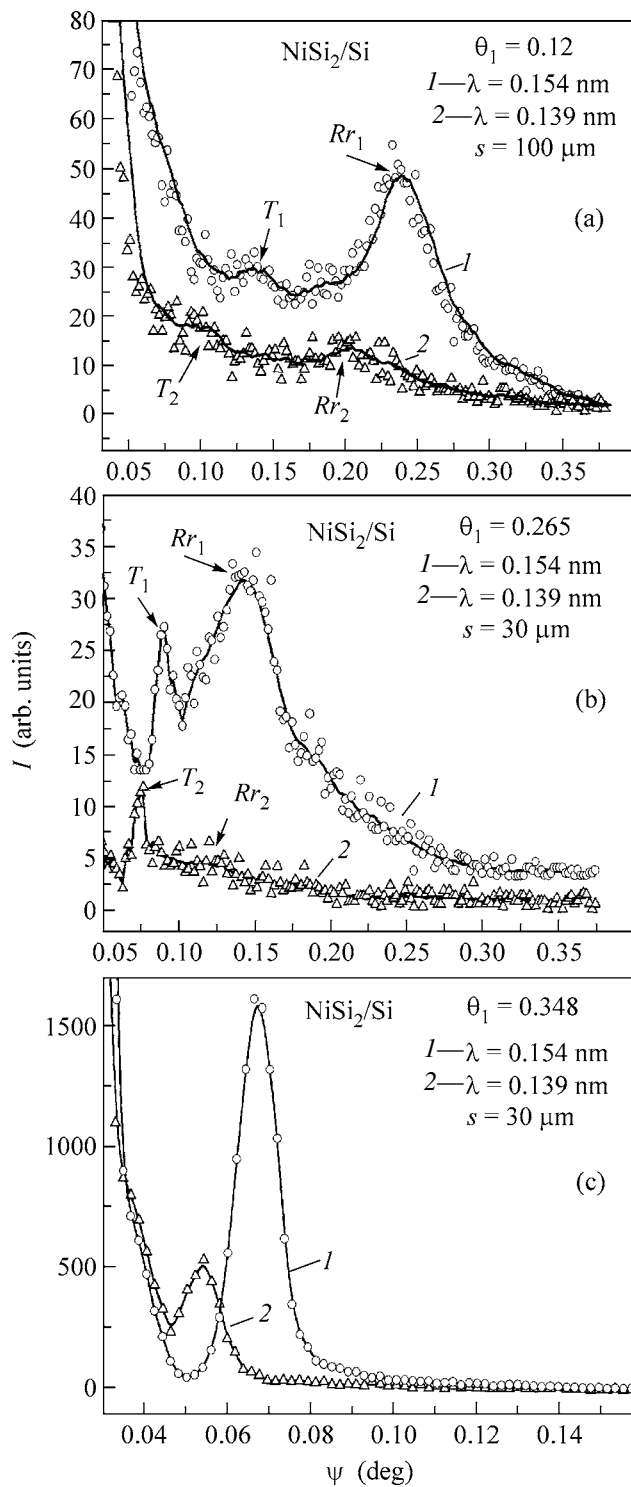 80
70
60
50
40
30
20
10
0
NiSi₂/Si
θ₁ = 0.12
1—λ = 0.154 nm
2—λ = 0.139 nm
s = 100 μm
Rr₁
(a)
T₁
1
2
T₂
Rr₂
0.05 0.10 0.15 0.20 0.25 0.30 0.35
40
35
30
25
20
15
10
5
0
I (arb. units)
NiSi₂/Si
θ₁ = 0.265
1—λ = 0.154 nm
2—λ = 0.139 nm
s = 30 μm
Rr₁
T₁
(b)
T₂
Rr₂
1
2
0.05 0.10 0.15 0.20 0.25 0.30 0.35
1500
1000
500
0
NiSi₂/Si
θ₁ = 0.348
1—λ = 0.154 nm
2—λ = 0.139 nm
s = 30 μm
(c)
1
2
0.04 0.06 0.08 0.10 0.12 0.14
ψ (deg)